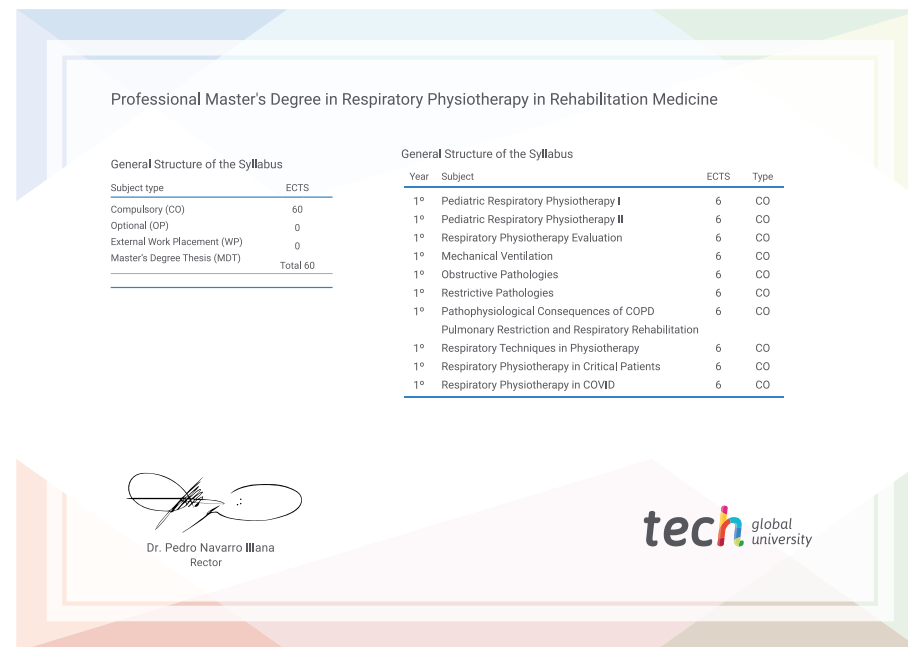 Professional Master's Degree in Respiratory Physiotherapy in Rehabilitation Medicine
General Structure of the Syllabus
Subject type ECTS
Compulsory (CO) 60
Optional (OP) 0
External Work Placement (WP) 0
Master's Degree Thesis (MDT)
Total 60
General Structure of the Syllabus
Year Subject ECTS Type
1º Pediatric Respiratory Physiotherapy I 6 CO
1º Pediatric Respiratory Physiotherapy II 6 CO
1º Respiratory Physiotherapy Evaluation 6 CO
1º Mechanical Ventilation 6 CO
1º Obstructive Pathologies 6 CO
1º Restrictive Pathologies 6 CO
1º Pathophysiological Consequences of COPD 6 CO
Pulmonary Restriction and Respiratory Rehabilitation
1º Respiratory Techniques in Physiotherapy 6 CO
1º Respiratory Physiotherapy in Critical Patients 6 CO
1º Respiratory Physiotherapy in COVID 6 CO
Dr. Pedro Navarro Illana
Rector
tech global
university